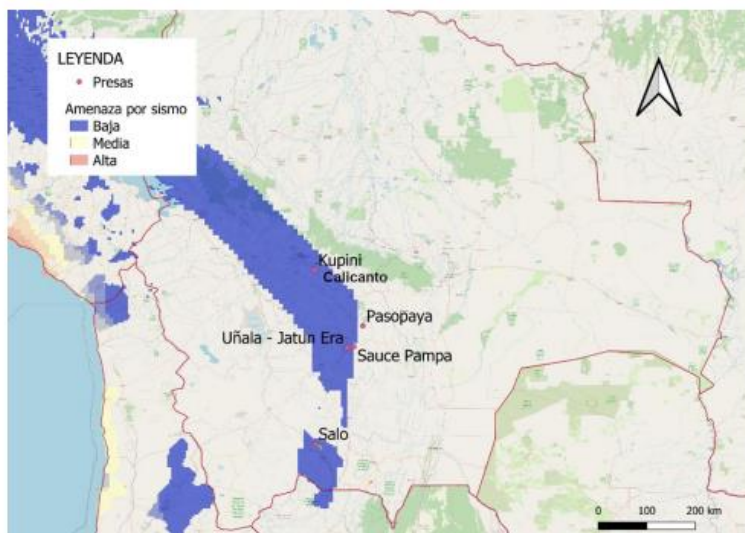 LEYENDA
Presas
Amenaza por sismo
Baja
Media
Alta
Kupini
Calicanto
Pasopaya
Uñala - Jatun Era
Sauce Pampa
Salo
0 100 200 km